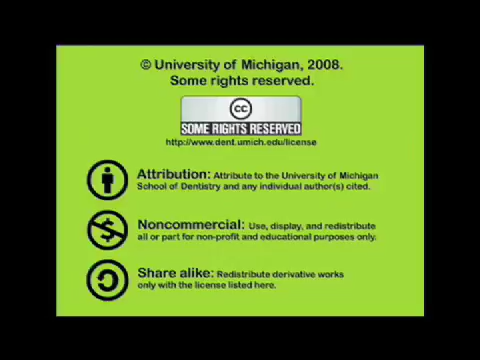 © University of Michigan, 2008.
Some rights reserved.
cc
SOME RIGHTS RESERVED
http://www.dent.umich.edu/license
Attribution: Attribute to the University of Michigan
School of Dentistry and any individual author(s) cited.
Noncommercial: Use, display, and redistribute
all or part for non-profit and educational purposes only.
Share alike: Redistribute derivative works
only with the license listed here.